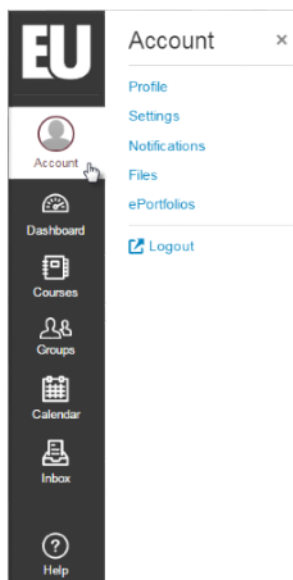 EU
Account
Dashboard
Courses
Groups
Calendar
Inbox
Help
Account ×
Profile
Settings
Notifications
Files
ePortfolios
Logout